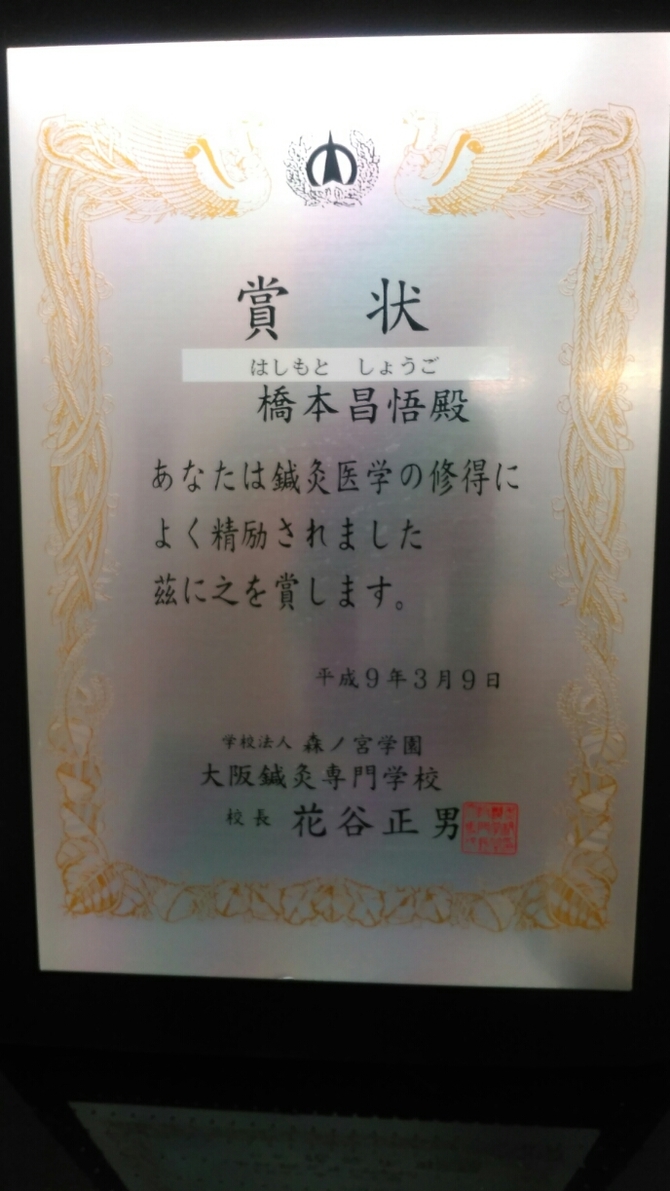 賞 状
はしもと しょうご
橋本昌悟殿
あなたは鍼灸医学の修得に
よく精励されました
茲に之を賞します。
平成9年3月9日
学校法人 森ノ宮学園
大阪鍼灸専門学校
校長 花谷正男